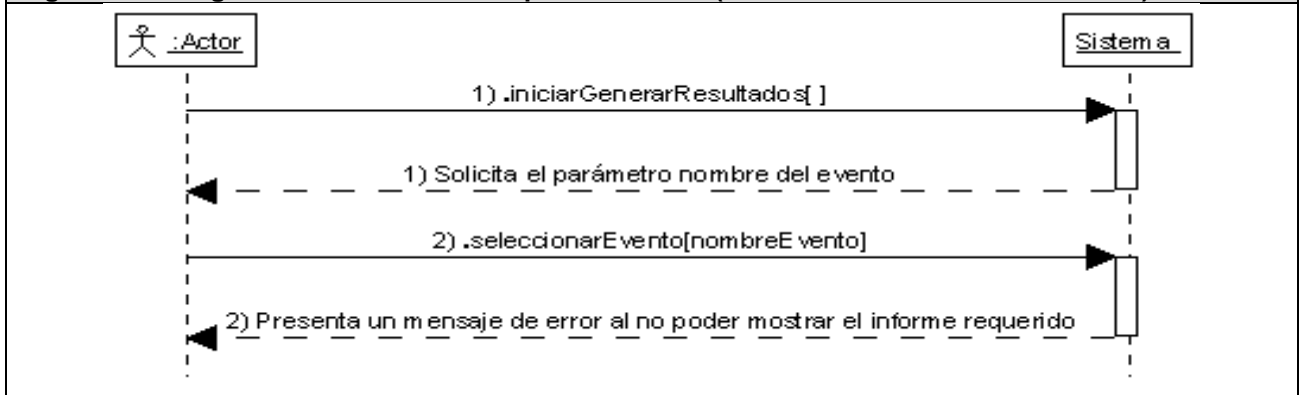 :Actor
Sistema
1) .iniciarGenerarResultados[ ]
1) Solicita el parámetro nombre del evento
2) .seleccionarEvento[nombreEvento]
2) Presenta un mensaje de error al no poder mostrar el informe requerido